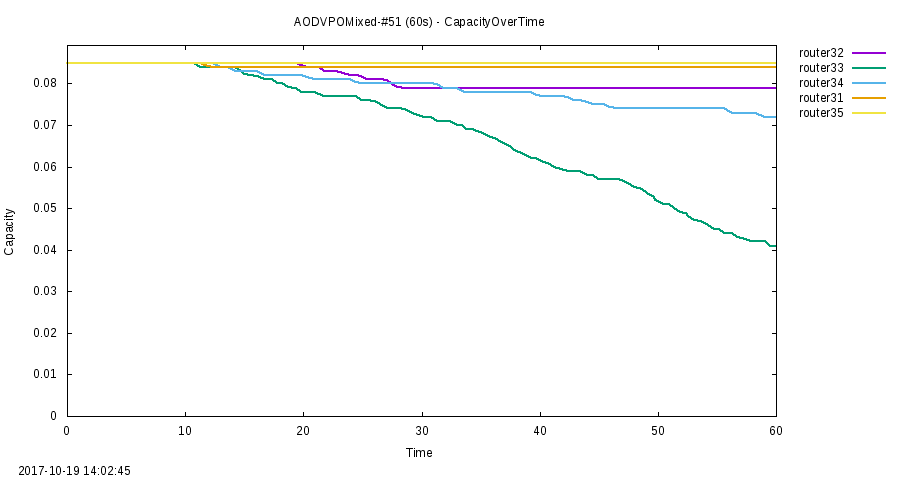 AODVPOMixed-#51 (60s) - CapacityOverTime
router32
router33
router34
router31
router35
0.08
0.07
0.06
0.05
0.04
0.03
0.02
0.01
0
Capacity
0 10 20 30 40 50 60
Time
2017-10-19 14:02:45